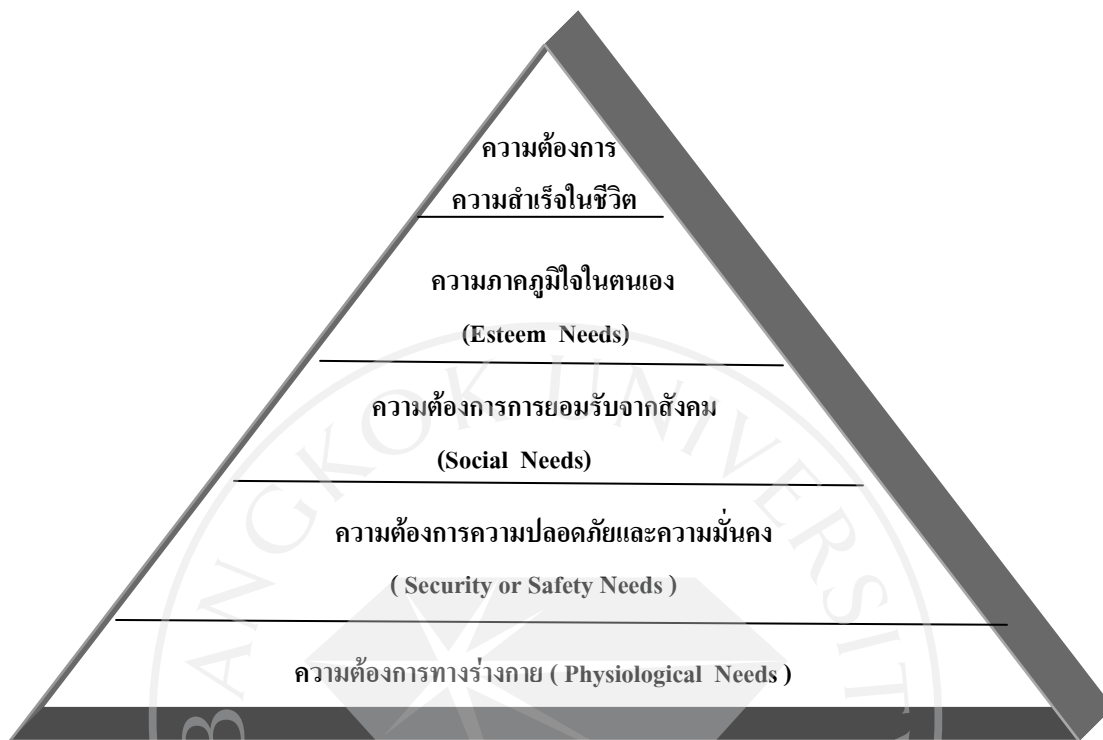 ความต้องการ
ความสำเร็จในชีวิต
ความภาคภูมิใจในตนเอง
(Esteem Needs)
ความต้องการการยอมรับจากสังคม
(Social Needs)
ความต้องการความปลอดภัยและความมั่นคง
( Security or Safety Needs )
ความต้องการทางร่างกาย ( Physiological Needs )
BANGKOK UNIVERSIT